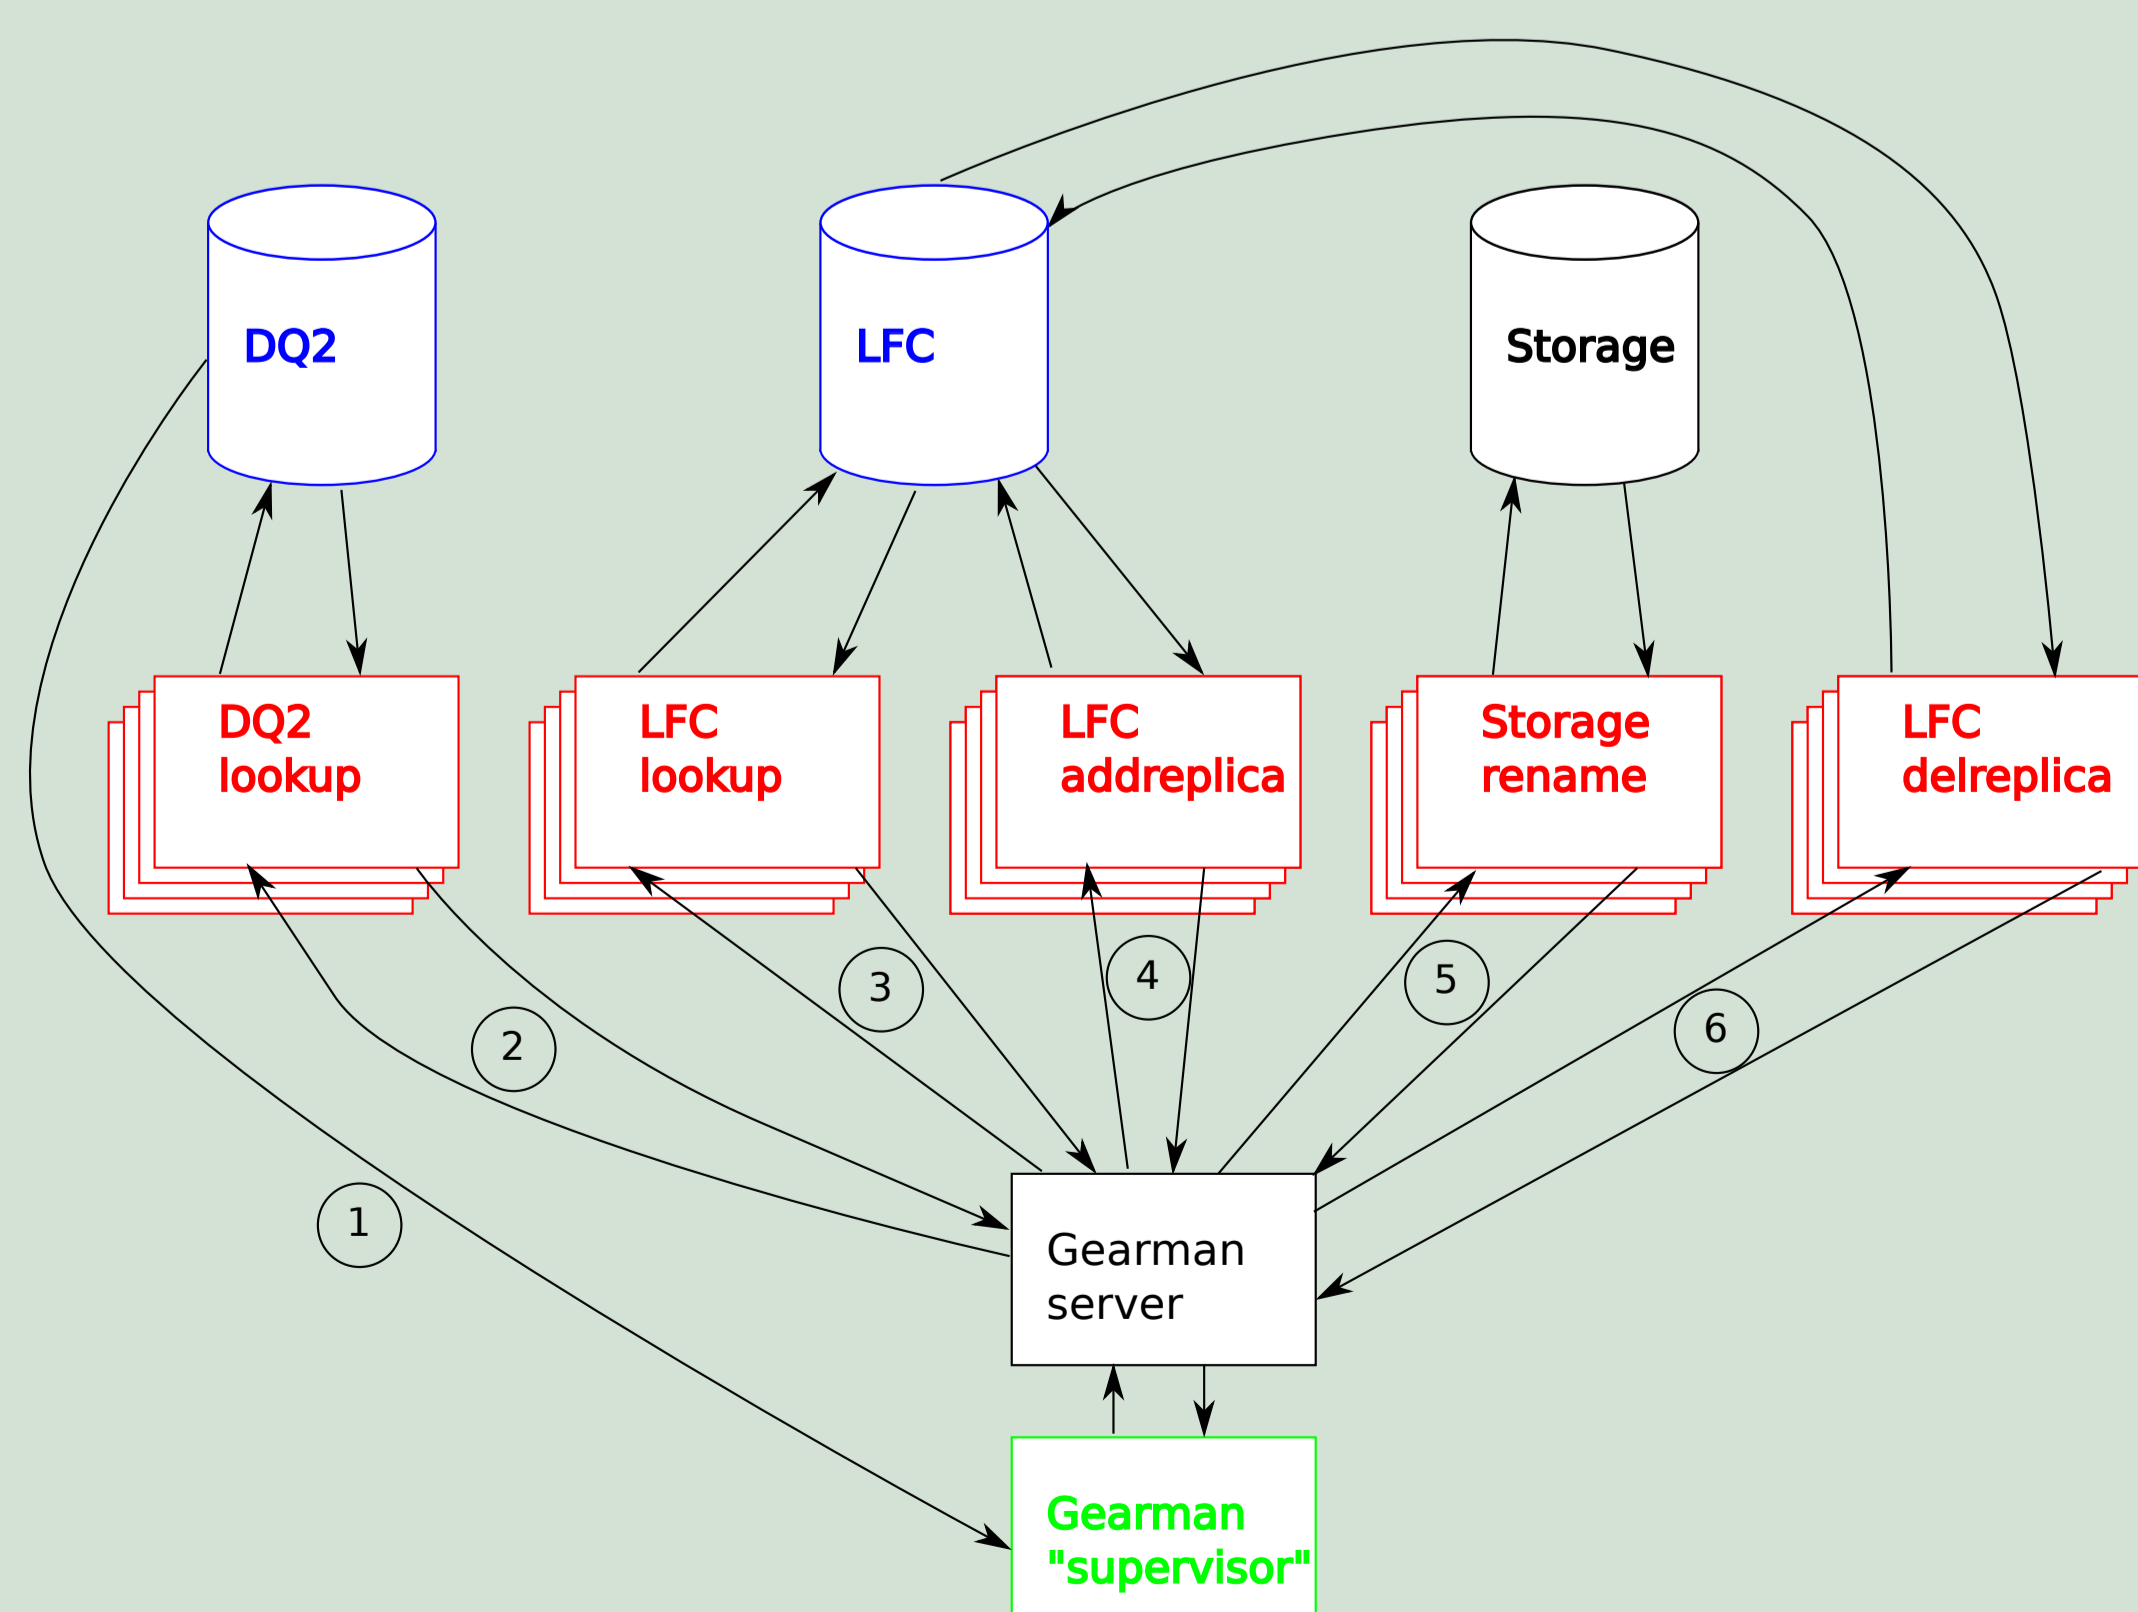 DQ2
LFC
Storage
DQ2
lookup
LFC
lookup
LFC
addreplica
Storage
rename
LFC
delreplica
3
4
5
6
2
1
Gearman
server
Gearman
"supervisor"